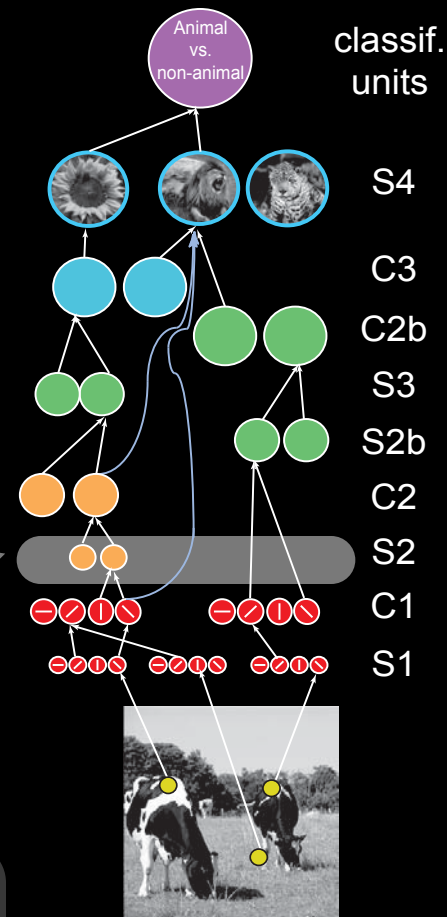 Animal
vs.
non-animal
classif.
units
S4
C3
C2b
S3
S2b
C2
S2
C1
S1